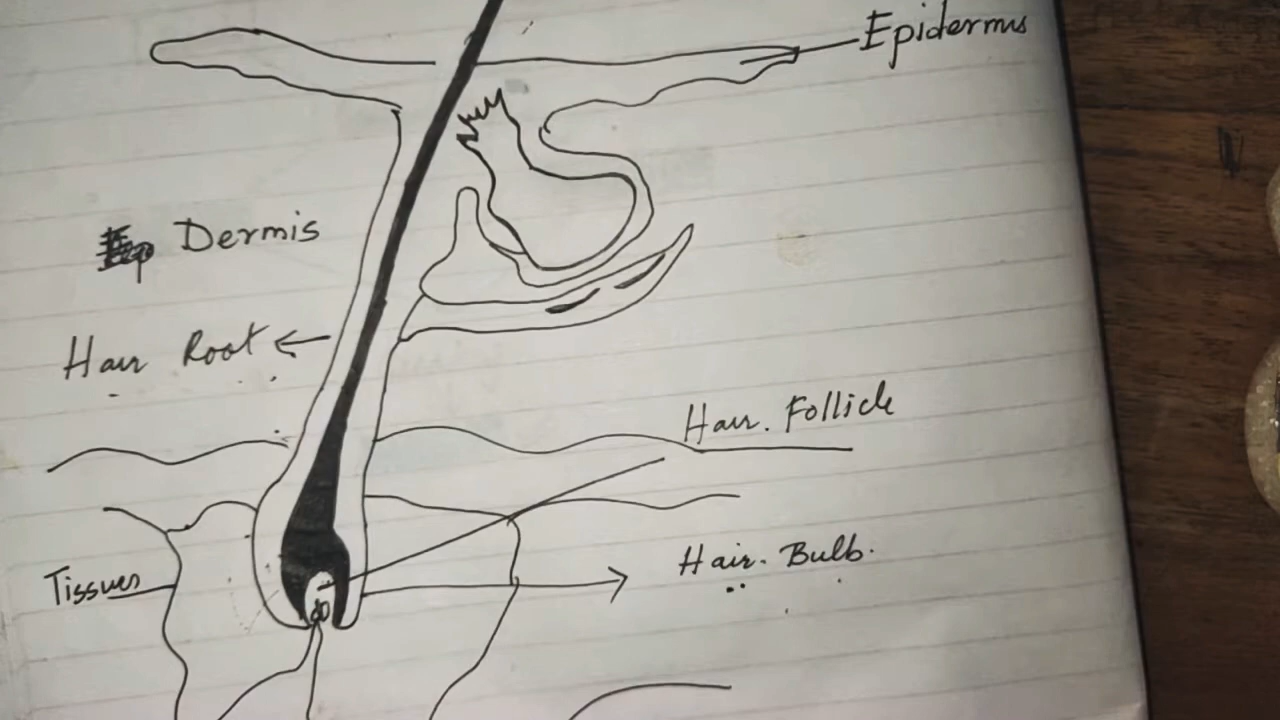 Epidermis
Dermis
Hair Root
Hair. Follicle
Hair. Bulb.
Tissues